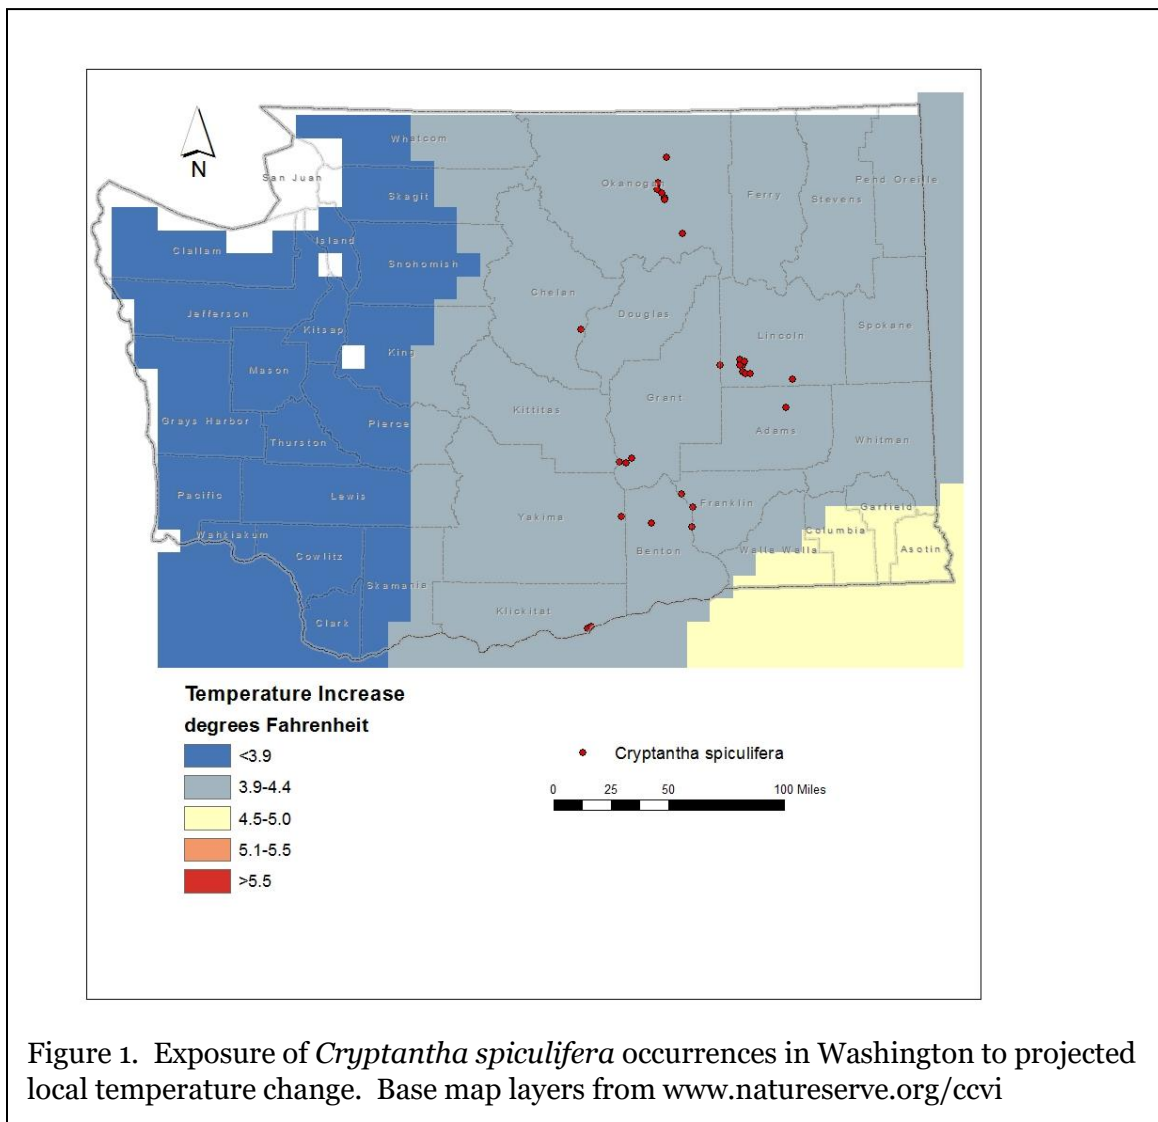 N
Whatcom
San Juan
Skagit
Okanogan
Ferry
Stevens
Pend Oreille
Island
Clallam
Snohomish
Chelan
Jefferson
Douglas
Kitsap
Lincoln
Spokane
King
Mason
Grant
Kittitas
Grays Harbor
Pierce
Adams
Thurston
Whitman
Pacific
Lewis
Yakima
Franklin
Garfield
Wahkiakum
Columbia
Cowlitz
Benton
Walla Walla
Asotin
Skamania
Klickitat
Clark
Temperature Increase
degrees Fahrenheit
<3.9
3.9-4.4
4.5-5.0
5.1-5.5
>5.5
Cryptantha spiculifera
0 25 50 100 Miles
Figure 1. Exposure of Cryptantha spiculifera occurrences in Washington to projected
local temperature change. Base map layers from www.natureserve.org/ccvi